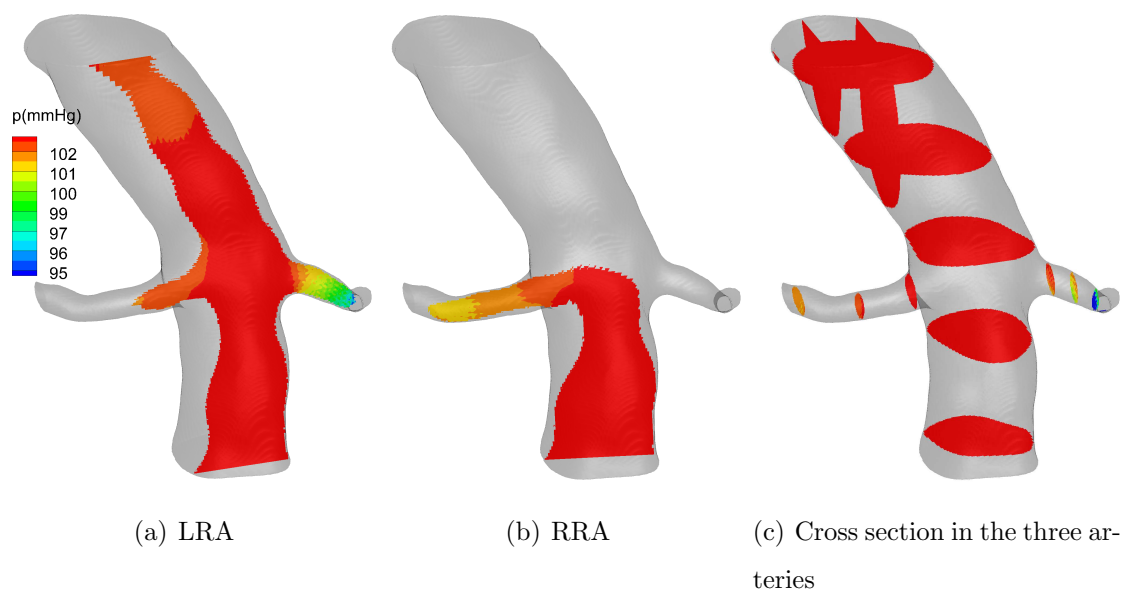 p(mmHg)
102
101
100
99
97
96
95
(a) LRA
(b) RRA
(c) Cross section in the three ar-
teries